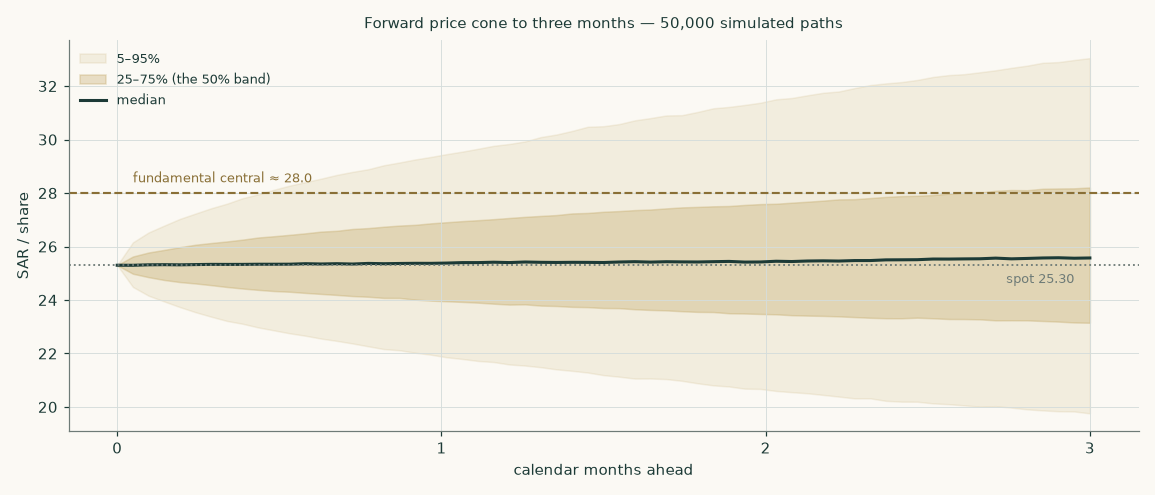 Forward price cone to three months — 50,000 simulated paths
5–95%
25–75% (the 50% band)
median
fundamental central ≈ 28.0
spot 25.30
SAR / share
32
30
28
26
24
22
20
0
1
2
3
calendar months ahead